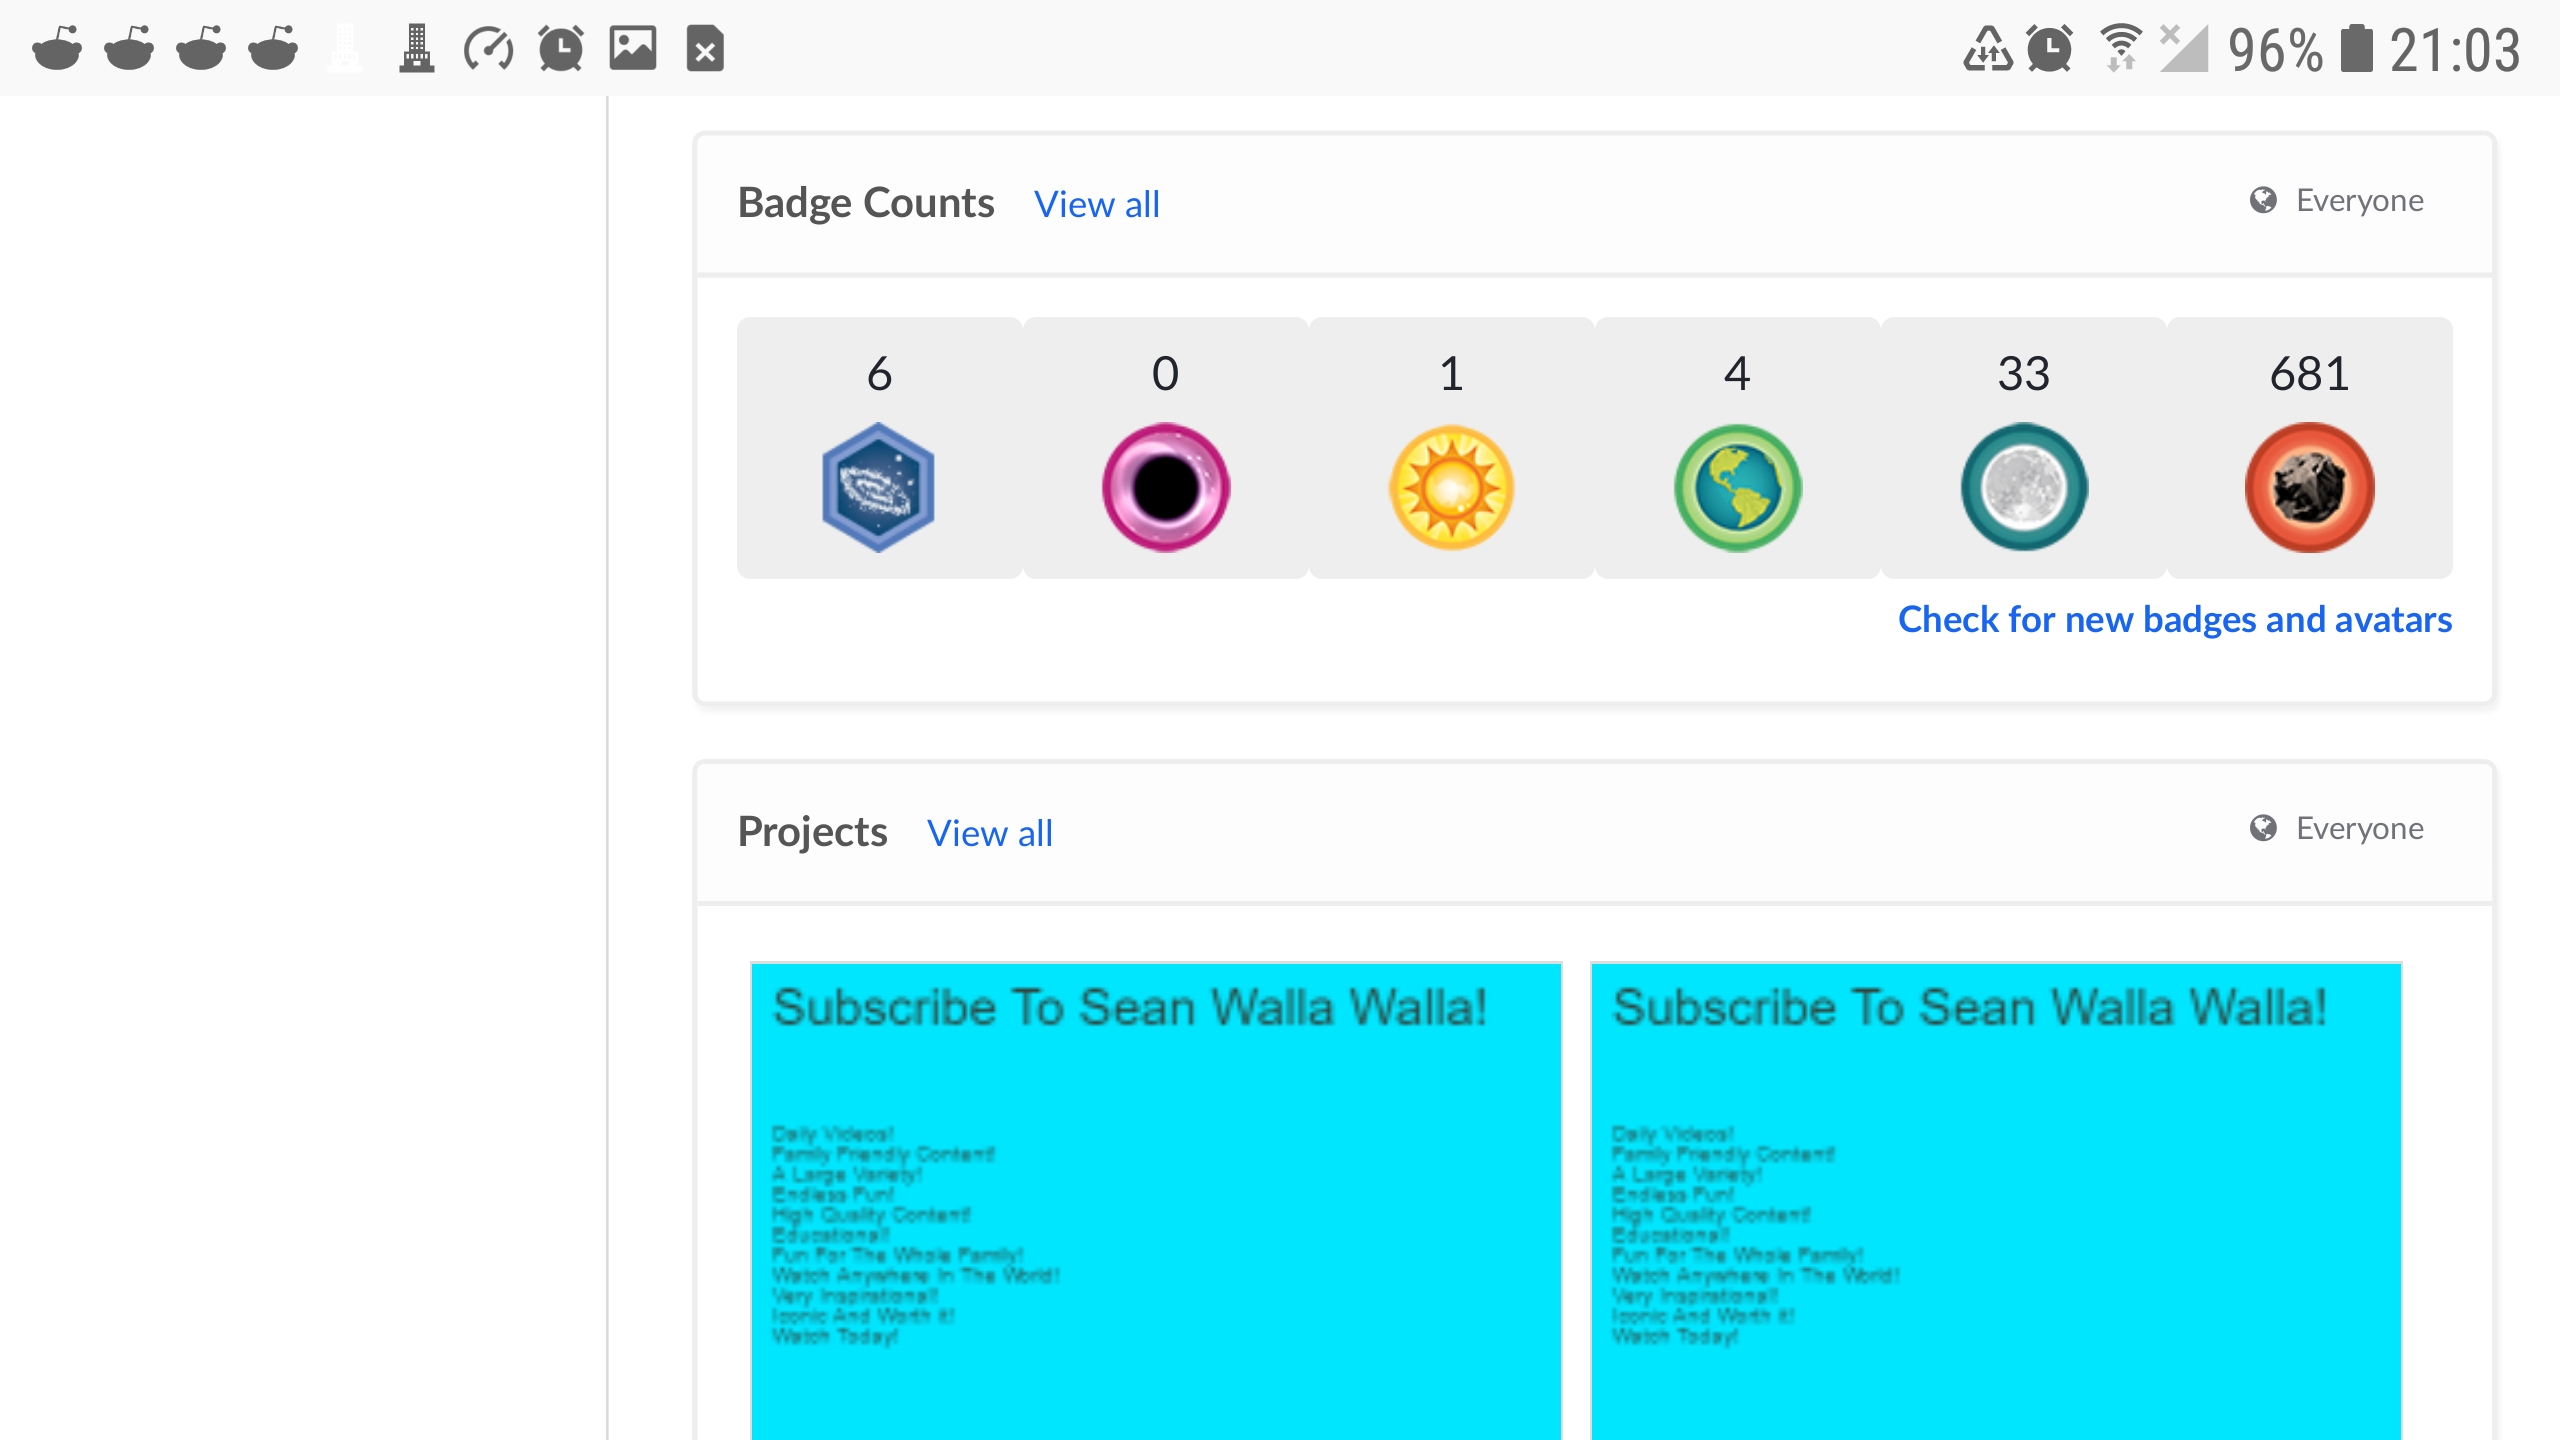 96% 21:03
Badge Counts View all Everyone
6 0 1 4 33 681
Check for new badges and avatars
Projects View all Everyone
Subscribe To Sean Walla Walla!
Daily Videos!
Family Friendly Content!
A Large Variety!
Endless Fun!
High Quality Content!
Educational!
Fun For The Whole Family!
Watch Anywhere In The World!
Very Inspirational!
Iconic And Worth it!
Watch Today!
Subscribe To Sean Walla Walla!
Daily Videos!
Family Friendly Content!
A Large Variety!
Endless Fun!
High Quality Content!
Educational!
Fun For The Whole Family!
Watch Anywhere In The World!
Very Inspirational!
Iconic And Worth it!
Watch Today!